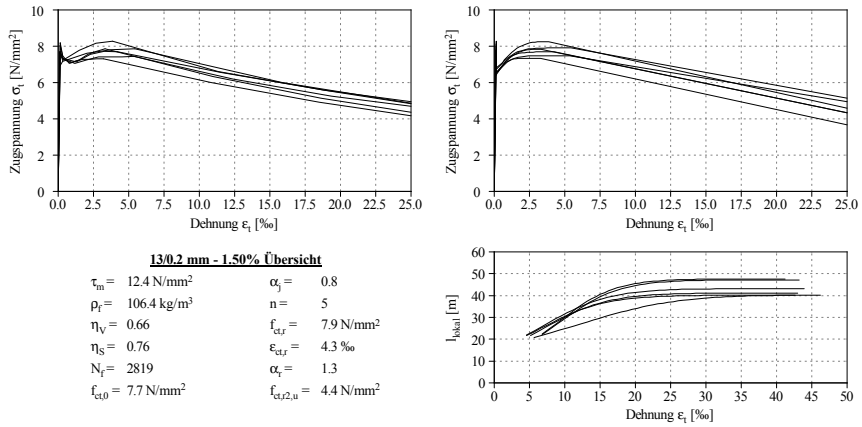 Zugspannung σt [N/mm²]
10
8
6
4
2
0
0.0 2.5 5.0 7.5 10.0 12.5 15.0 17.5 20.0 22.5 25.0
Dehnung εt [‰]
Zugspannung σt [N/mm²]
10
8
6
4
2
0
0.0 2.5 5.0 7.5 10.0 12.5 15.0 17.5 20.0 22.5 25.0
Dehnung εt [‰]
13/0.2 mm - 1.50% Übersicht
τm = 12.4 N/mm² αj = 0.8
ρf = 106.4 kg/m³ n = 5
ηV = 0.66 fct,r = 7.9 N/mm²
ηS = 0.76 εct,r = 4.3 ‰
Nf = 2819 αr = 1.3
fct,0 = 7.7 N/mm² fct,r2,u = 4.4 N/mm²
llokal [m]
60
50
40
30
20
10
0
0 5 10 15 20 25 30 35 40 45 50
Dehnung εt [‰]